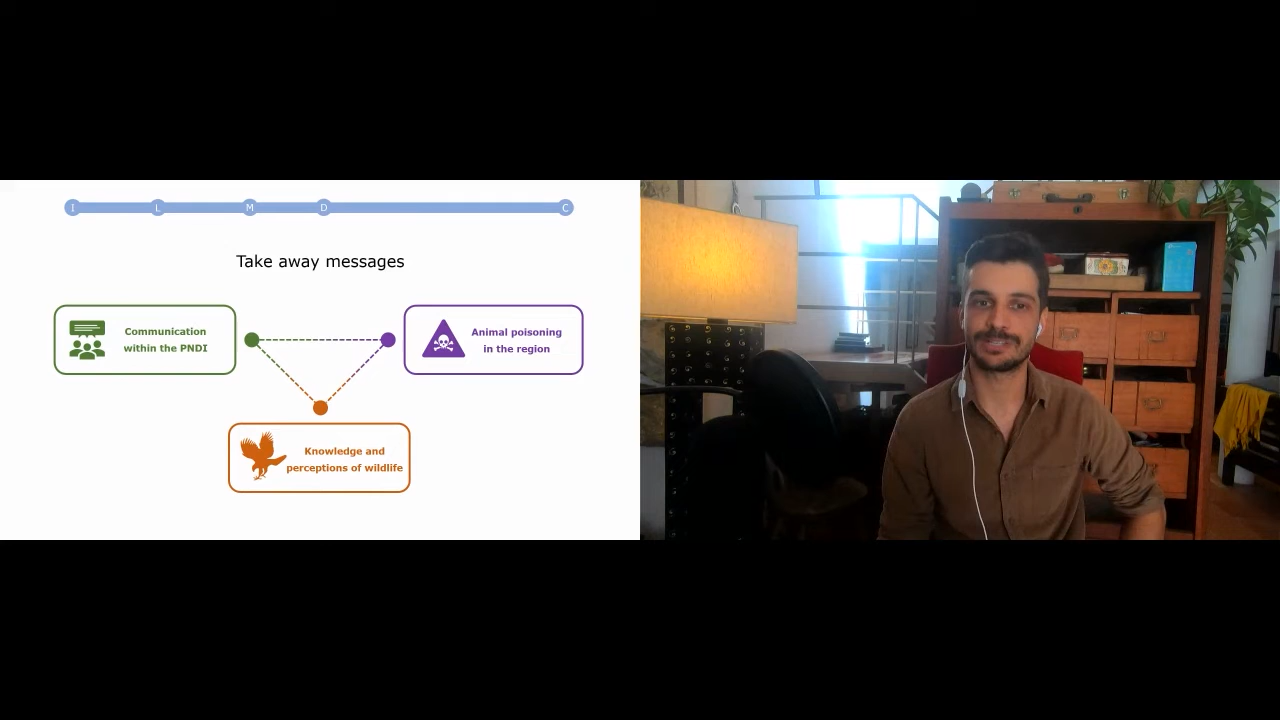 I L M D C
Take away messages
Communication
within the PNDI
Animal poisoning
in the region
Knowledge and
perceptions of wildlife